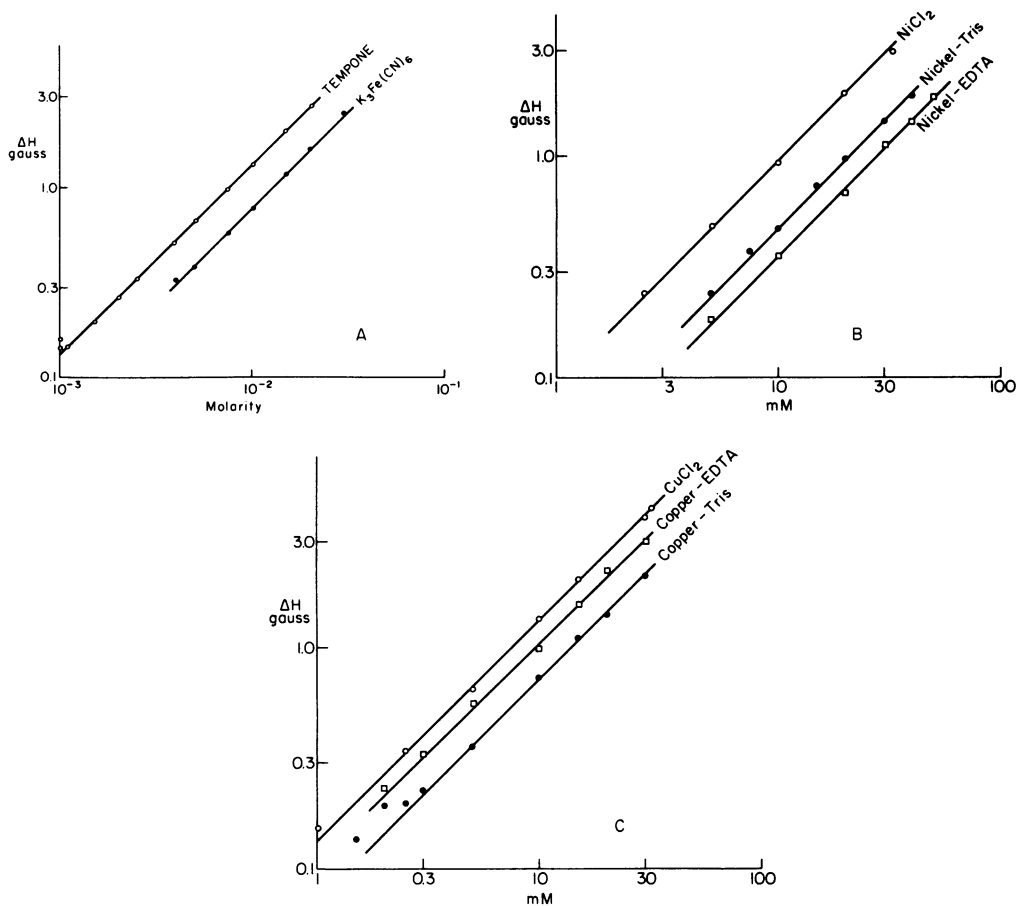 TEMPONE
K₃Fe(CN)₆
3.0
ΔH
gauss
1.0
0.3
A
0.1
10⁻³
10⁻²
10⁻¹
Molarity
NiCl₂
Nickel-Tris
Nickel-EDTA
3.0
ΔH
gauss
1.0
0.3
B
0.1
1
3
10
30
100
mM
CuCl₂
Copper-EDTA
Copper-Tris
3.0
ΔH
gauss
1.0
0.3
C
0.1
1
0.3
10
30
100
mM